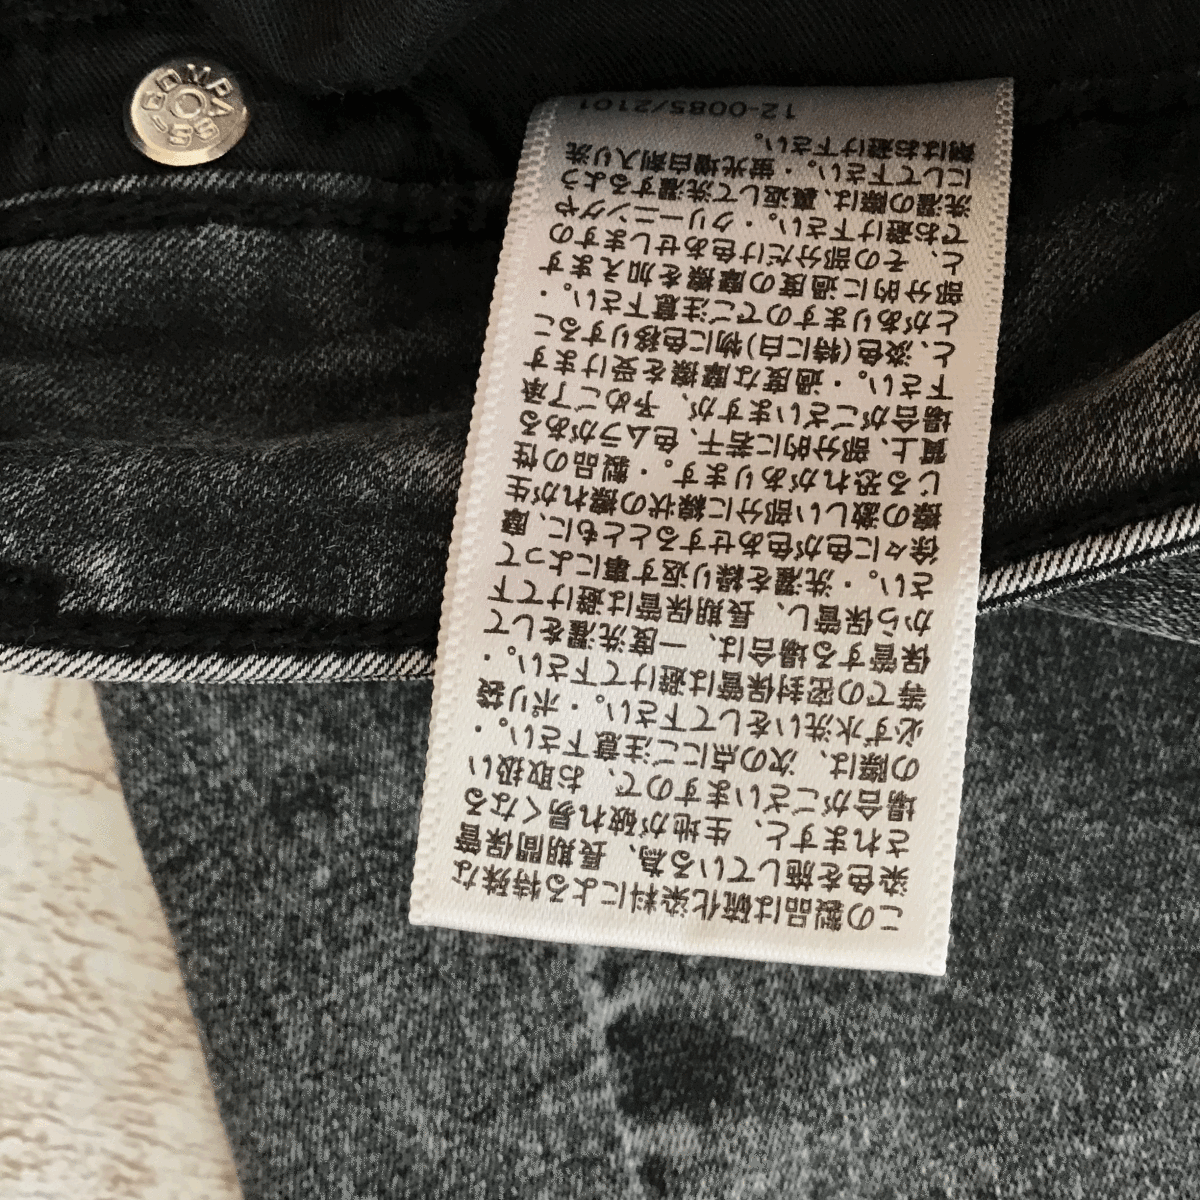 この製品は硫化染料による特殊な
染色を施している為、長期間保管
されますと、生地が破れ易くなる
場合がございますので、お取扱い
の際は、次の点にご注意下さい。・
必ず水洗いをして下さい。・ポリ袋
等での密封保管は避けて下さい。・
保管する場合は、一度洗濯をして
から保管し、長期保管は避けて下
さい。・洗濯を繰り返す事によって
徐々に色が色あせするとともに、摩
擦の激しい部分に線状の擦れが生
じる恐れがあります。・製品の性
質上、部分的に若干、色ムラがある
場合がございますが、予めご了承
下さい。・過度な摩擦を受けます
と、淡色(特に白)物に色移りするこ
とがありますのでご注意下さい。・
部分的に過度の摩擦を加えます
と、その部分だけ色あせしますの
でお避け下さい。・クリーニングや
洗濯の際は、裏返して洗濯するよう
にして下さい。・蛍光増白剤入り洗
剤はお避け下さい。
12-0085/2101
COMPA
SS-